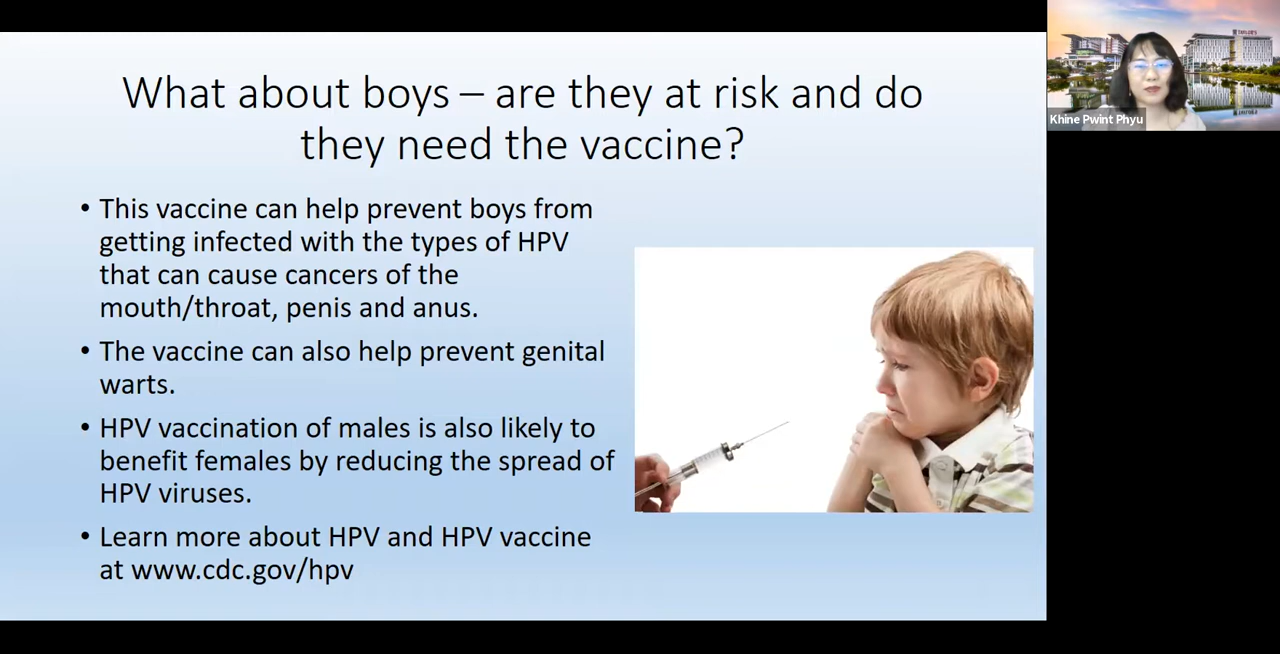 What about boys – are they at risk and do
they need the vaccine?
• This vaccine can help prevent boys from
getting infected with the types of HPV
that can cause cancers of the
mouth/throat, penis and anus.
• The vaccine can also help prevent genital
warts.
• HPV vaccination of males is also likely to
benefit females by reducing the spread of
HPV viruses.
• Learn more about HPV and HPV vaccine
at www.cdc.gov/hpv
Khine Pwint Phyu